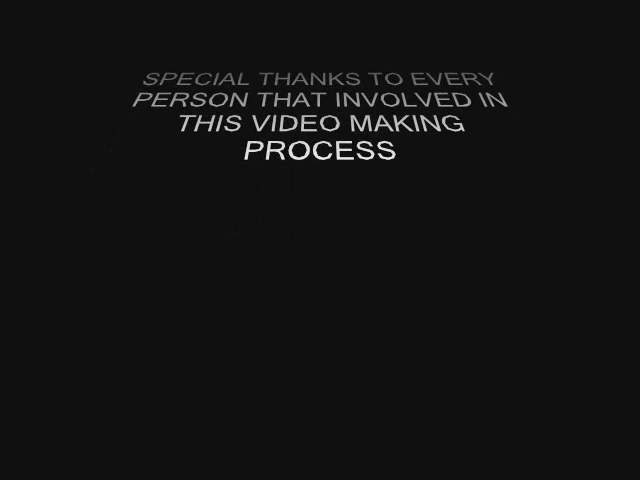 SPECIAL THANKS TO EVERY
PERSON THAT INVOLVED IN
THIS VIDEO MAKING
PROCESS